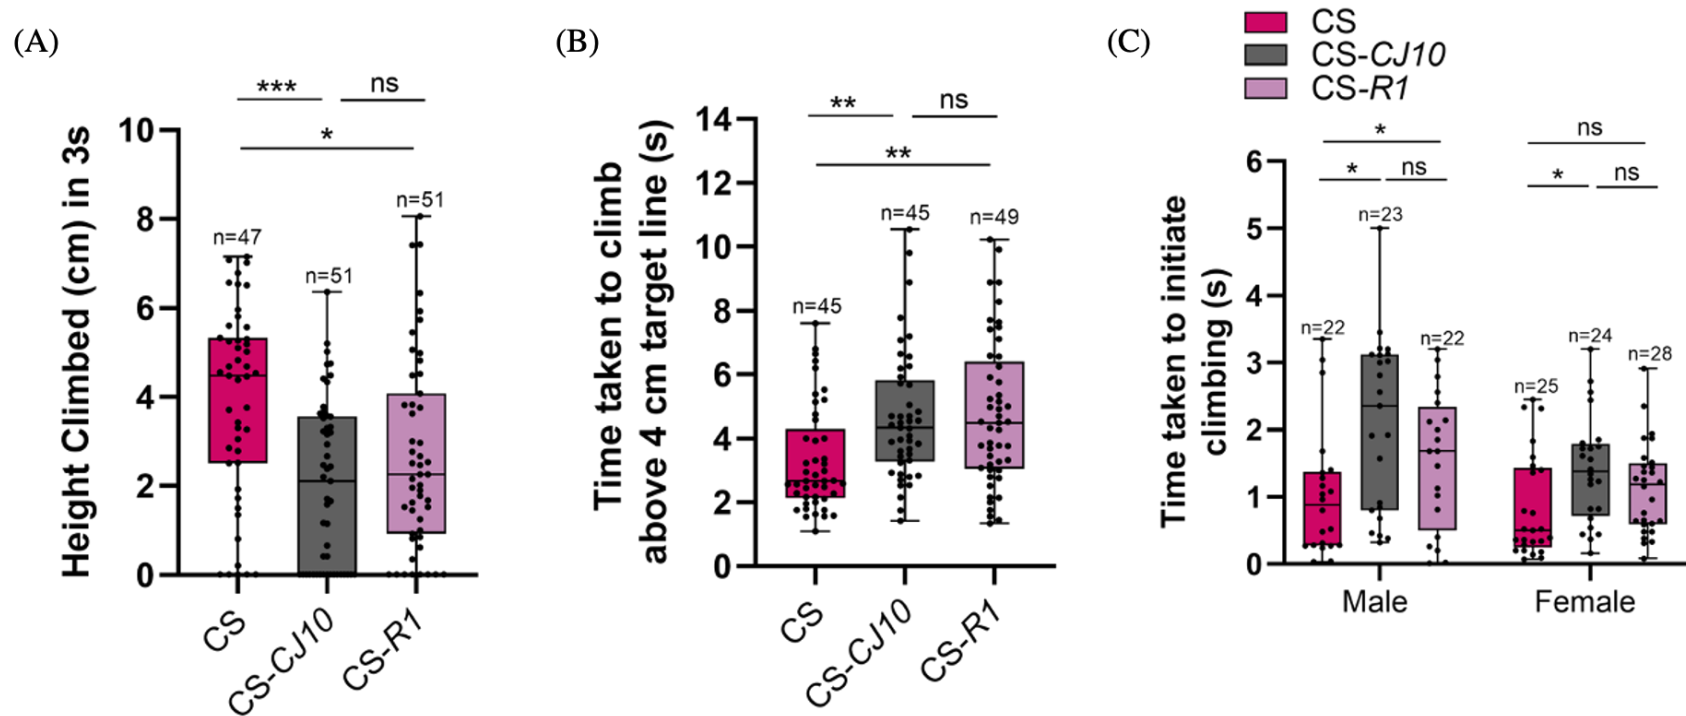 (A)
Height Climbed (cm) in 3s
10
8
6
4
2
0
***
ns
*
n=47
n=51
n=51
CS
CS-CJ10
CS-R1
(B)
Time taken to climb
above 4 cm target line (s)
14
12
10
8
6
4
2
0
**
ns
**
n=45
n=45
n=49
CS
CS-CJ10
CS-R1
(C)
CS
CS-CJ10
CS-R1
Time taken to initiate
climbing (s)
6
5
4
3
2
1
0
*
*
ns
n=22
n=23
n=22
ns
*
ns
n=25
n=24
n=28
Male
Female